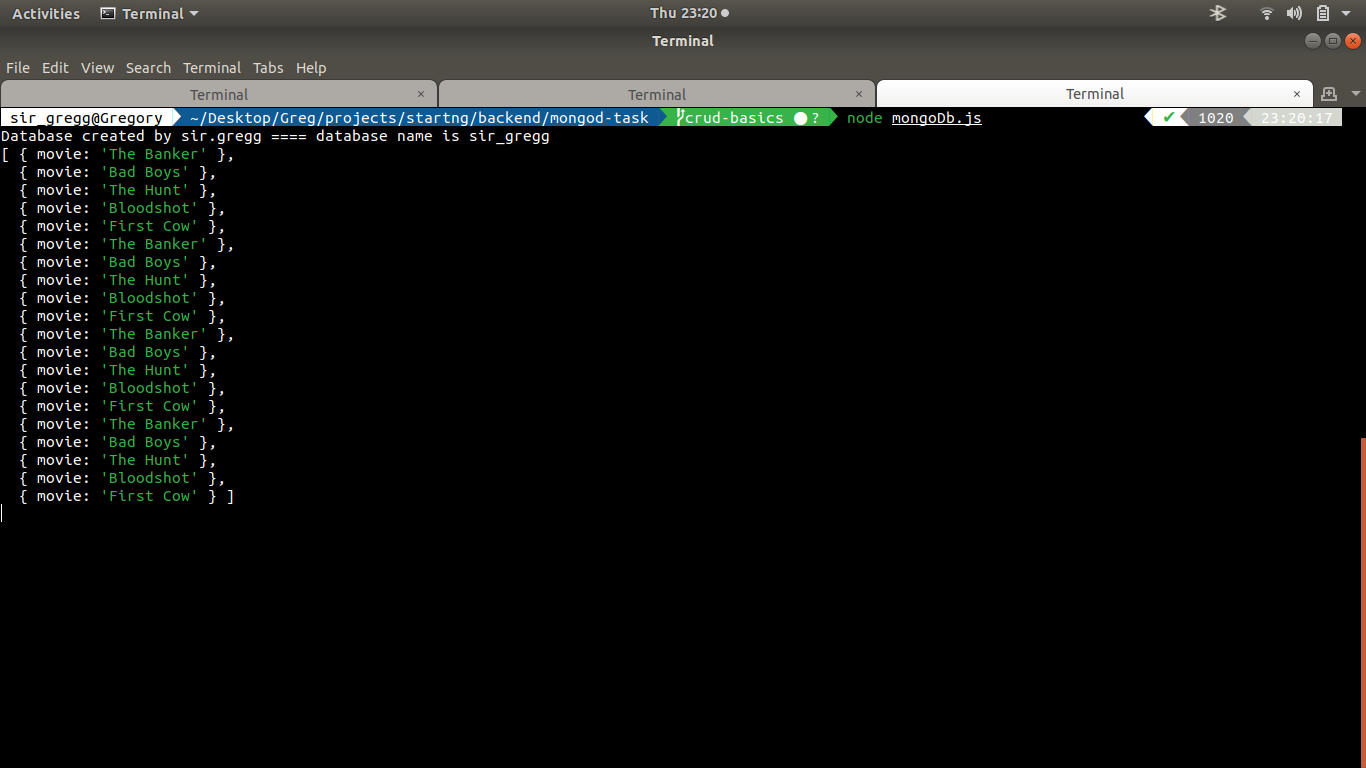 Activities Terminal Thu 23:20
Terminal
File Edit View Search Terminal Tabs Help
Terminal × Terminal × Terminal ×
sir_gregg@Gregory ~/Desktop/Greg/projects/startng/backend/mongod-task crud-basics ●? node mongoDb.js ✔ 1020 23:20:17
Database created by sir.gregg ==== database name is sir_gregg
[ { movie: 'The Banker' },
{ movie: 'Bad Boys' },
{ movie: 'The Hunt' },
{ movie: 'Bloodshot' },
{ movie: 'First Cow' },
{ movie: 'The Banker' },
{ movie: 'Bad Boys' },
{ movie: 'The Hunt' },
{ movie: 'Bloodshot' },
{ movie: 'First Cow' },
{ movie: 'The Banker' },
{ movie: 'Bad Boys' },
{ movie: 'The Hunt' },
{ movie: 'Bloodshot' },
{ movie: 'First Cow' },
{ movie: 'The Banker' },
{ movie: 'Bad Boys' },
{ movie: 'The Hunt' },
{ movie: 'Bloodshot' },
{ movie: 'First Cow' } ]